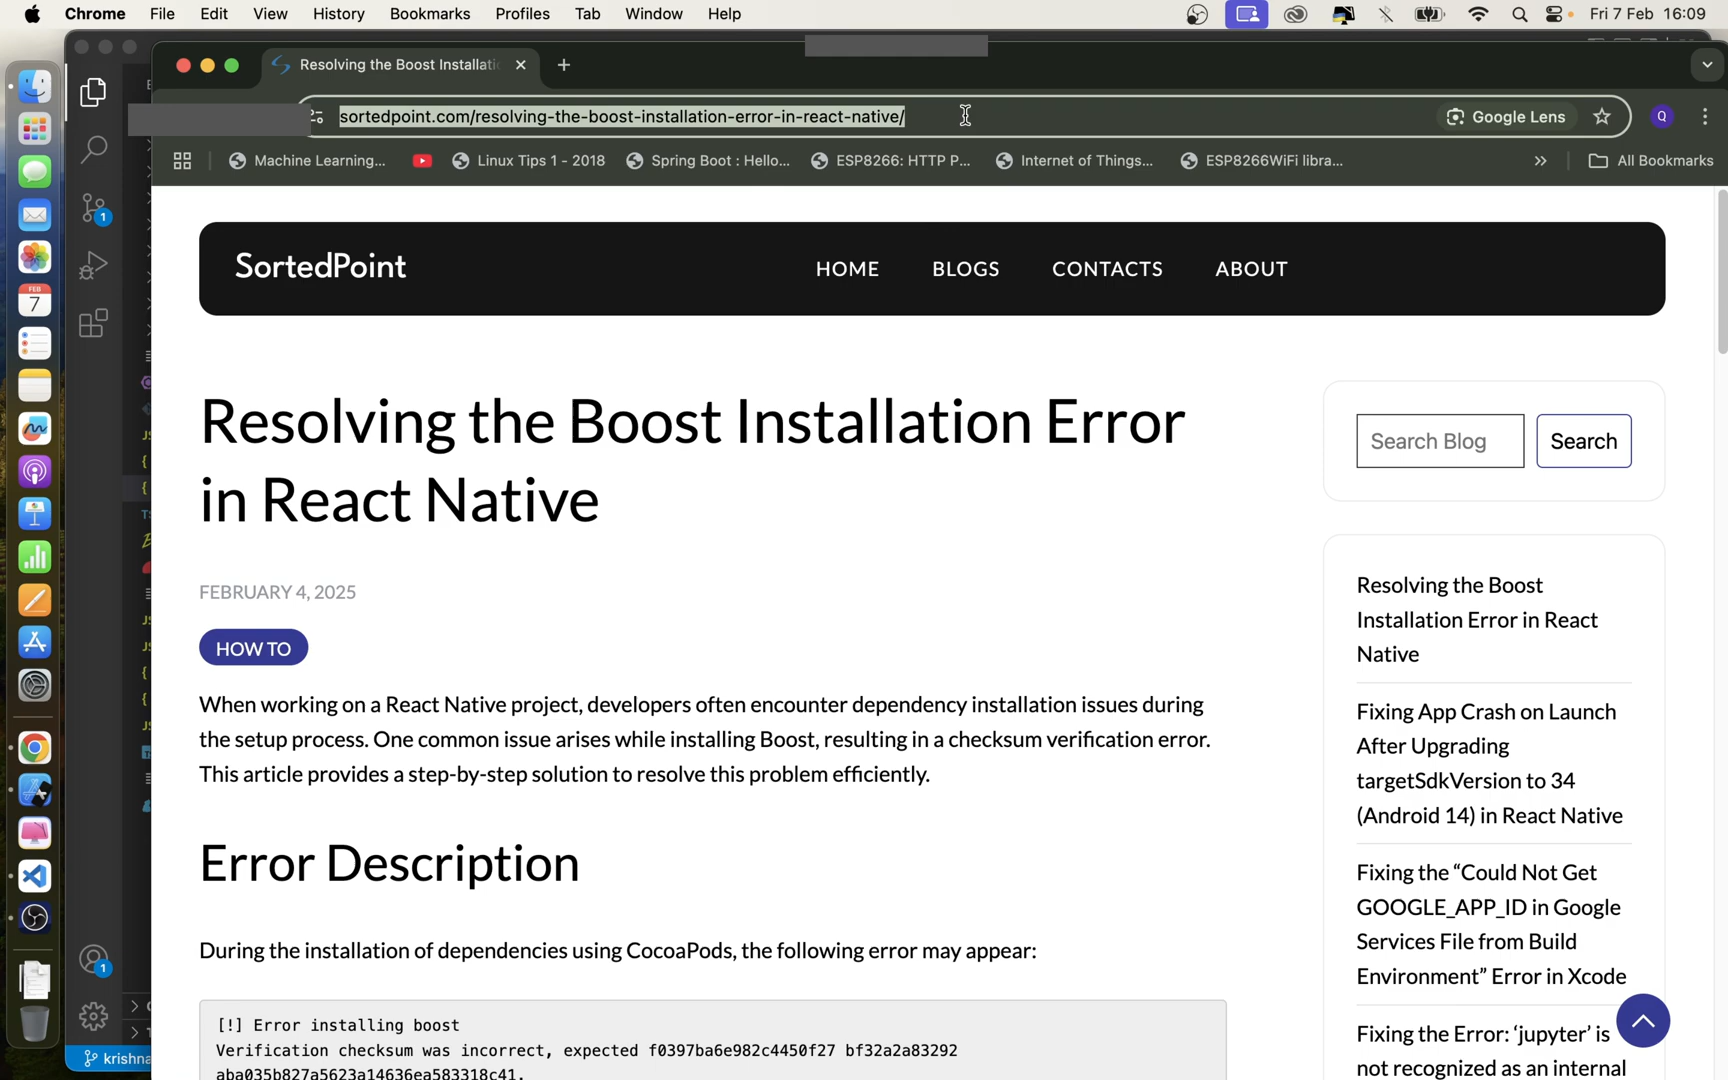 Chrome File Edit View History Bookmarks Profiles Tab Window Help Fri 7 Feb 16:09
Resolving the Boost Installati
sortedpoint.com/resolving-the-boost-installation-error-in-react-native/ Google Lens Q
Machine Learning... Linux Tips 1 - 2018 Spring Boot : Hello... ESP8266: HTTP P... Internet of Things... ESP8266WiFi libra... » All Bookmarks
SortedPoint HOME BLOGS CONTACTS ABOUT
Resolving the Boost Installation Error
in React Native
FEBRUARY 4, 2025
HOW TO
When working on a React Native project, developers often encounter dependency installation issues during
the setup process. One common issue arises while installing Boost, resulting in a checksum verification error.
This article provides a step-by-step solution to resolve this problem efficiently.
Error Description
During the installation of dependencies using CocoaPods, the following error may appear:
[!] Error installing boost
Verification checksum was incorrect, expected f0397ba6e982c4450f27 bf32a2a83292
aba035b827a5623a14636ea583318c41.
Search Blog Search
Resolving the Boost
Installation Error in React
Native
Fixing App Crash on Launch
After Upgrading
targetSdkVersion to 34
(Android 14) in React Native
Fixing the “Could Not Get
GOOGLE_APP_ID in Google
Services File from Build
Environment” Error in Xcode
Fixing the Error: ‘jupyter’ is
not recognized as an internal
FEB
7
1
1
krishna